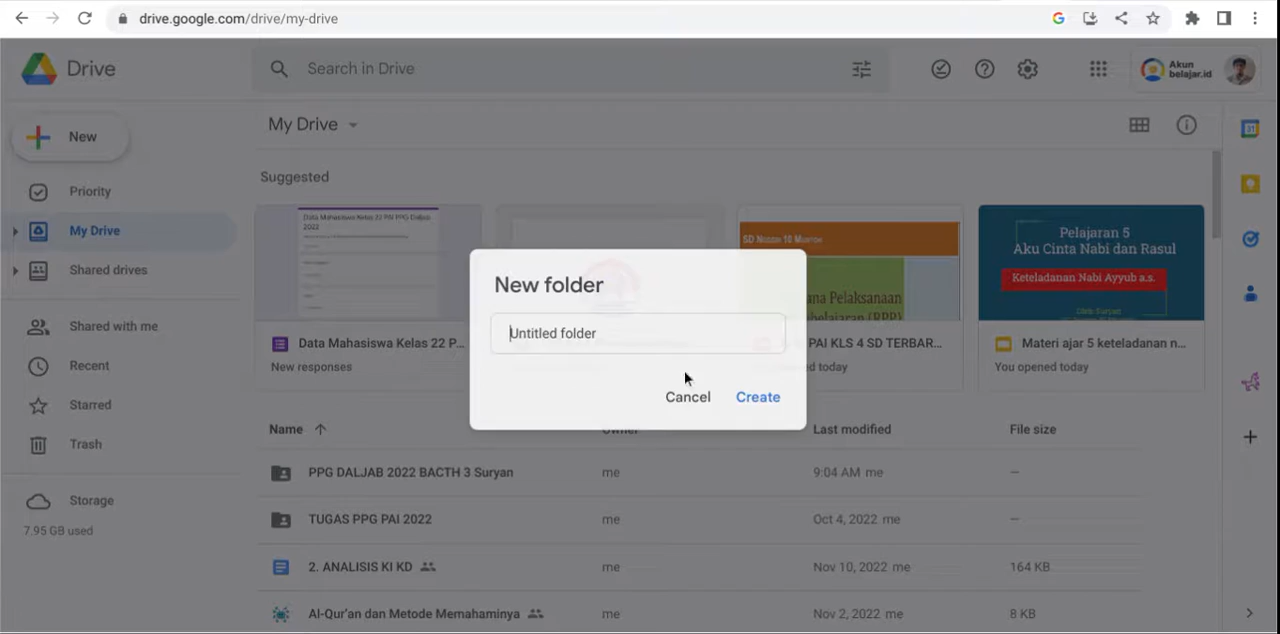 drive.google.com/drive/my-drive
Drive
Search in Drive
Akun
belajar.id
New
My Drive
Priority
My Drive
Shared drives
Shared with me
Recent
Starred
Trash
Storage
7.95 GB used
Suggested
Data Mahasiswa Kelas 22 PAI PPG Daljab
2022
Data Mahasiswa Kelas 22 P...
New responses
ana Pelaksanaan
PAI KLS 4 SD TERBAR...
d today
Pelajaran 5
Aku Cinta Nabi dan Rasul
Keteladanan Nabi Ayyub a.s.
Materi ajar 5 keteladanan n...
You opened today
New folder
Untitled folder
Cancel
Create
Name
Owner
Last modified
File size
PPG DALJAB 2022 BACTH 3 Suryan
me
9:04 AM me
—
TUGAS PPG PAI 2022
me
Oct 4, 2022 me
—
2. ANALISIS KI KD
me
Nov 10, 2022 me
164 KB
Al-Qur'an dan Metode Memahaminya
me
Nov 2, 2022 me
8 KB